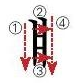 ② ④
①
③